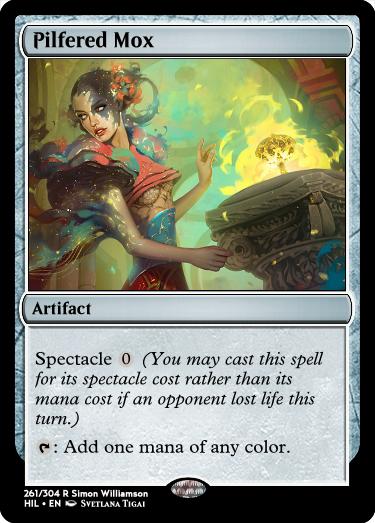 Pilfered Mox
Artifact
Spectacle 0 (You may cast this spell
for its spectacle cost rather than its
mana cost if an opponent lost life this
turn.)
: Add one mana of any color.
261/304 R Simon Williamson
HIL • EN Svetlana Tigai